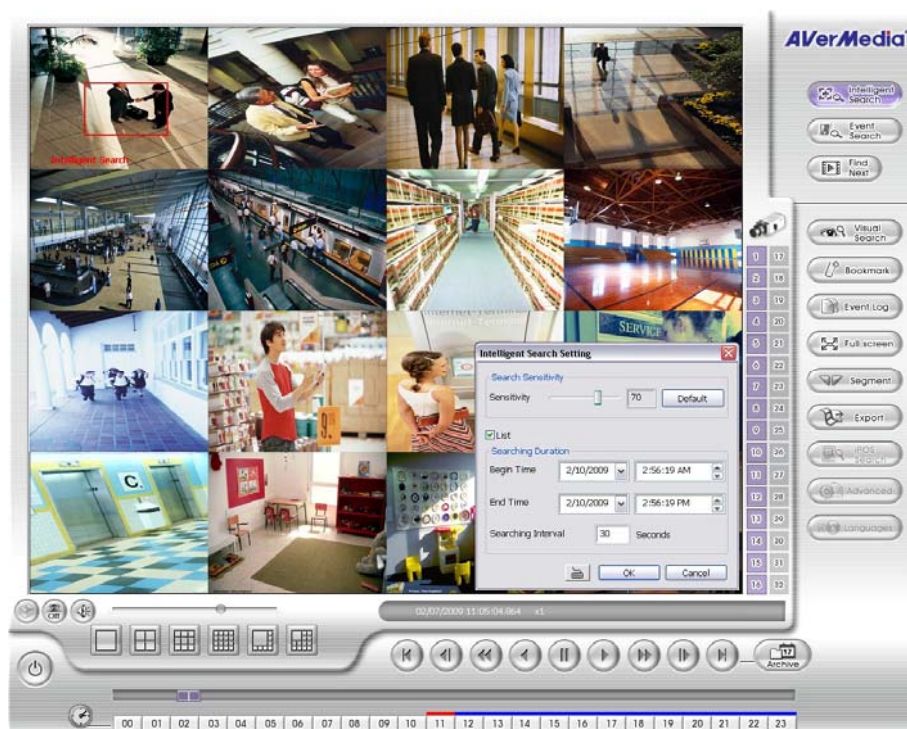 AVerMedia
Intelligent
Search
Event
Search
Find
Next
Intelligent Search
Visual
Search
Bookmark
Event Log
Full screen
Segment
Export
iPOS
Search
Advanced
Languages
1 17
2 18
3 19
4 20
5 21
6 22
7 23
8 24
9 25
10 26
11 27
12 28
13 29
14 30
15 31
16 32
SERVICE
C.
Intelligent Search Setting
Search Sensitivity
Sensitivity 70 Default
List
Searching Duration
Begin Time 2/10/2009 2:56:19 AM
End Time 2/10/2009 2:56:19 PM
Searching Interval 30 Seconds
OK Cancel
Off
02/07/2009 11:05:04.864 x1
17
Archive
00 01 02 03 04 05 06 07 08 09 10 11 12 13 14 15 16 17 18 19 20 21 22 23